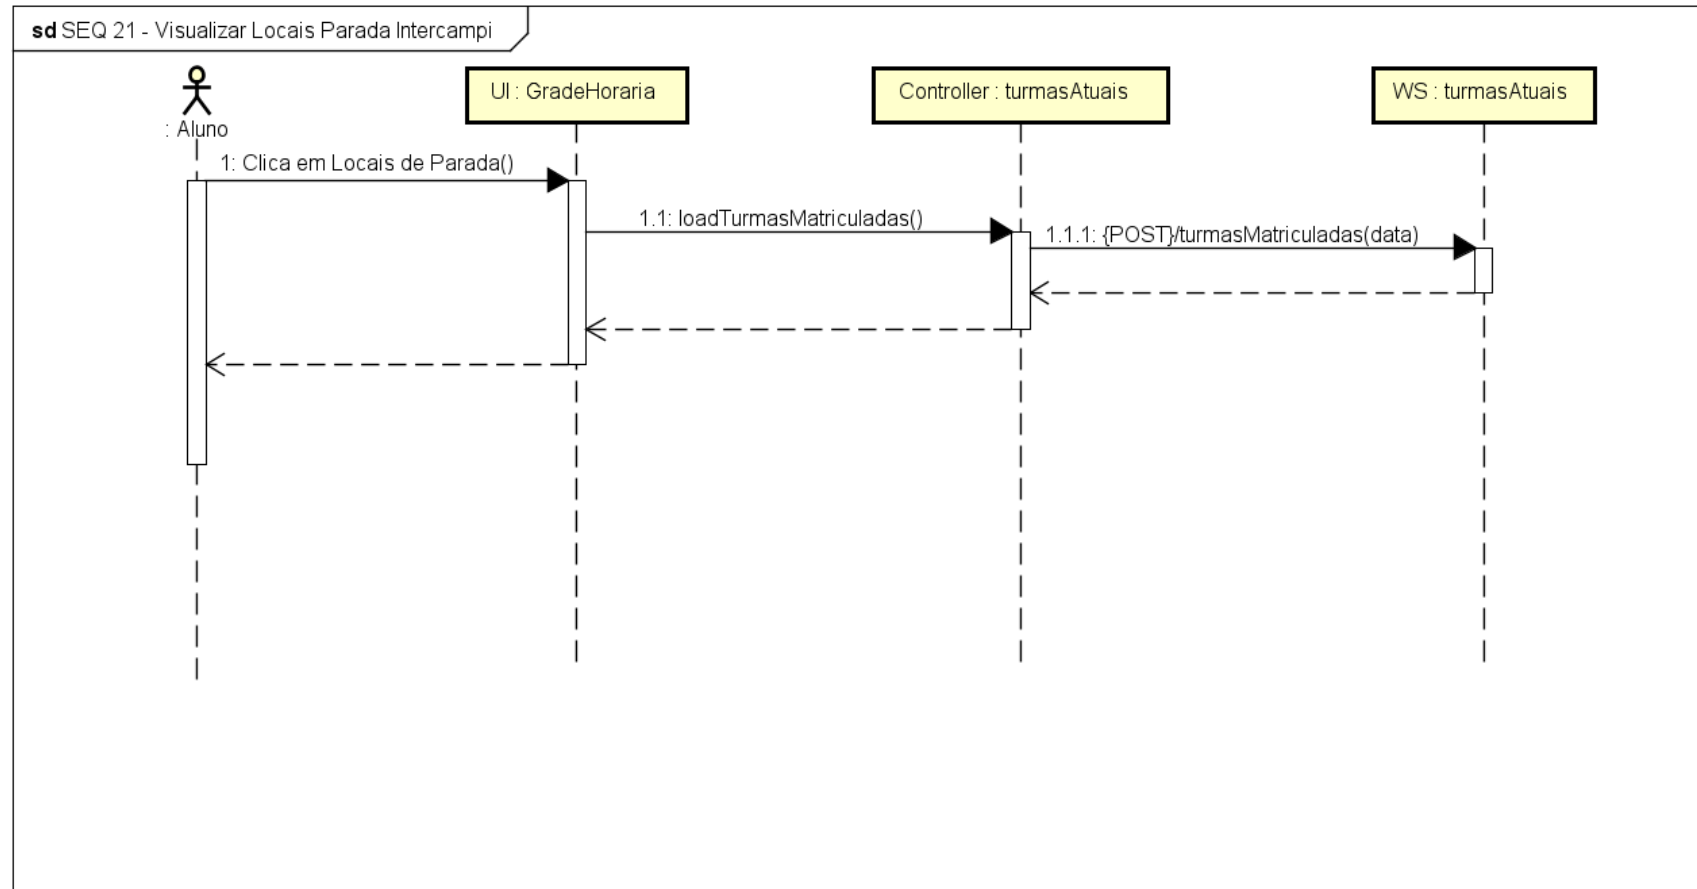 sd SEQ 21 - Visualizar Locais Parada Intercampi
: Aluno
UI : GradeHoraria
Controller : turmasAtuais
WS : turmasAtuais
1: Clica em Locais de Parada()
1.1: loadTurmasMatriculadas()
1.1.1: {POST}/turmasMatriculadas(data)